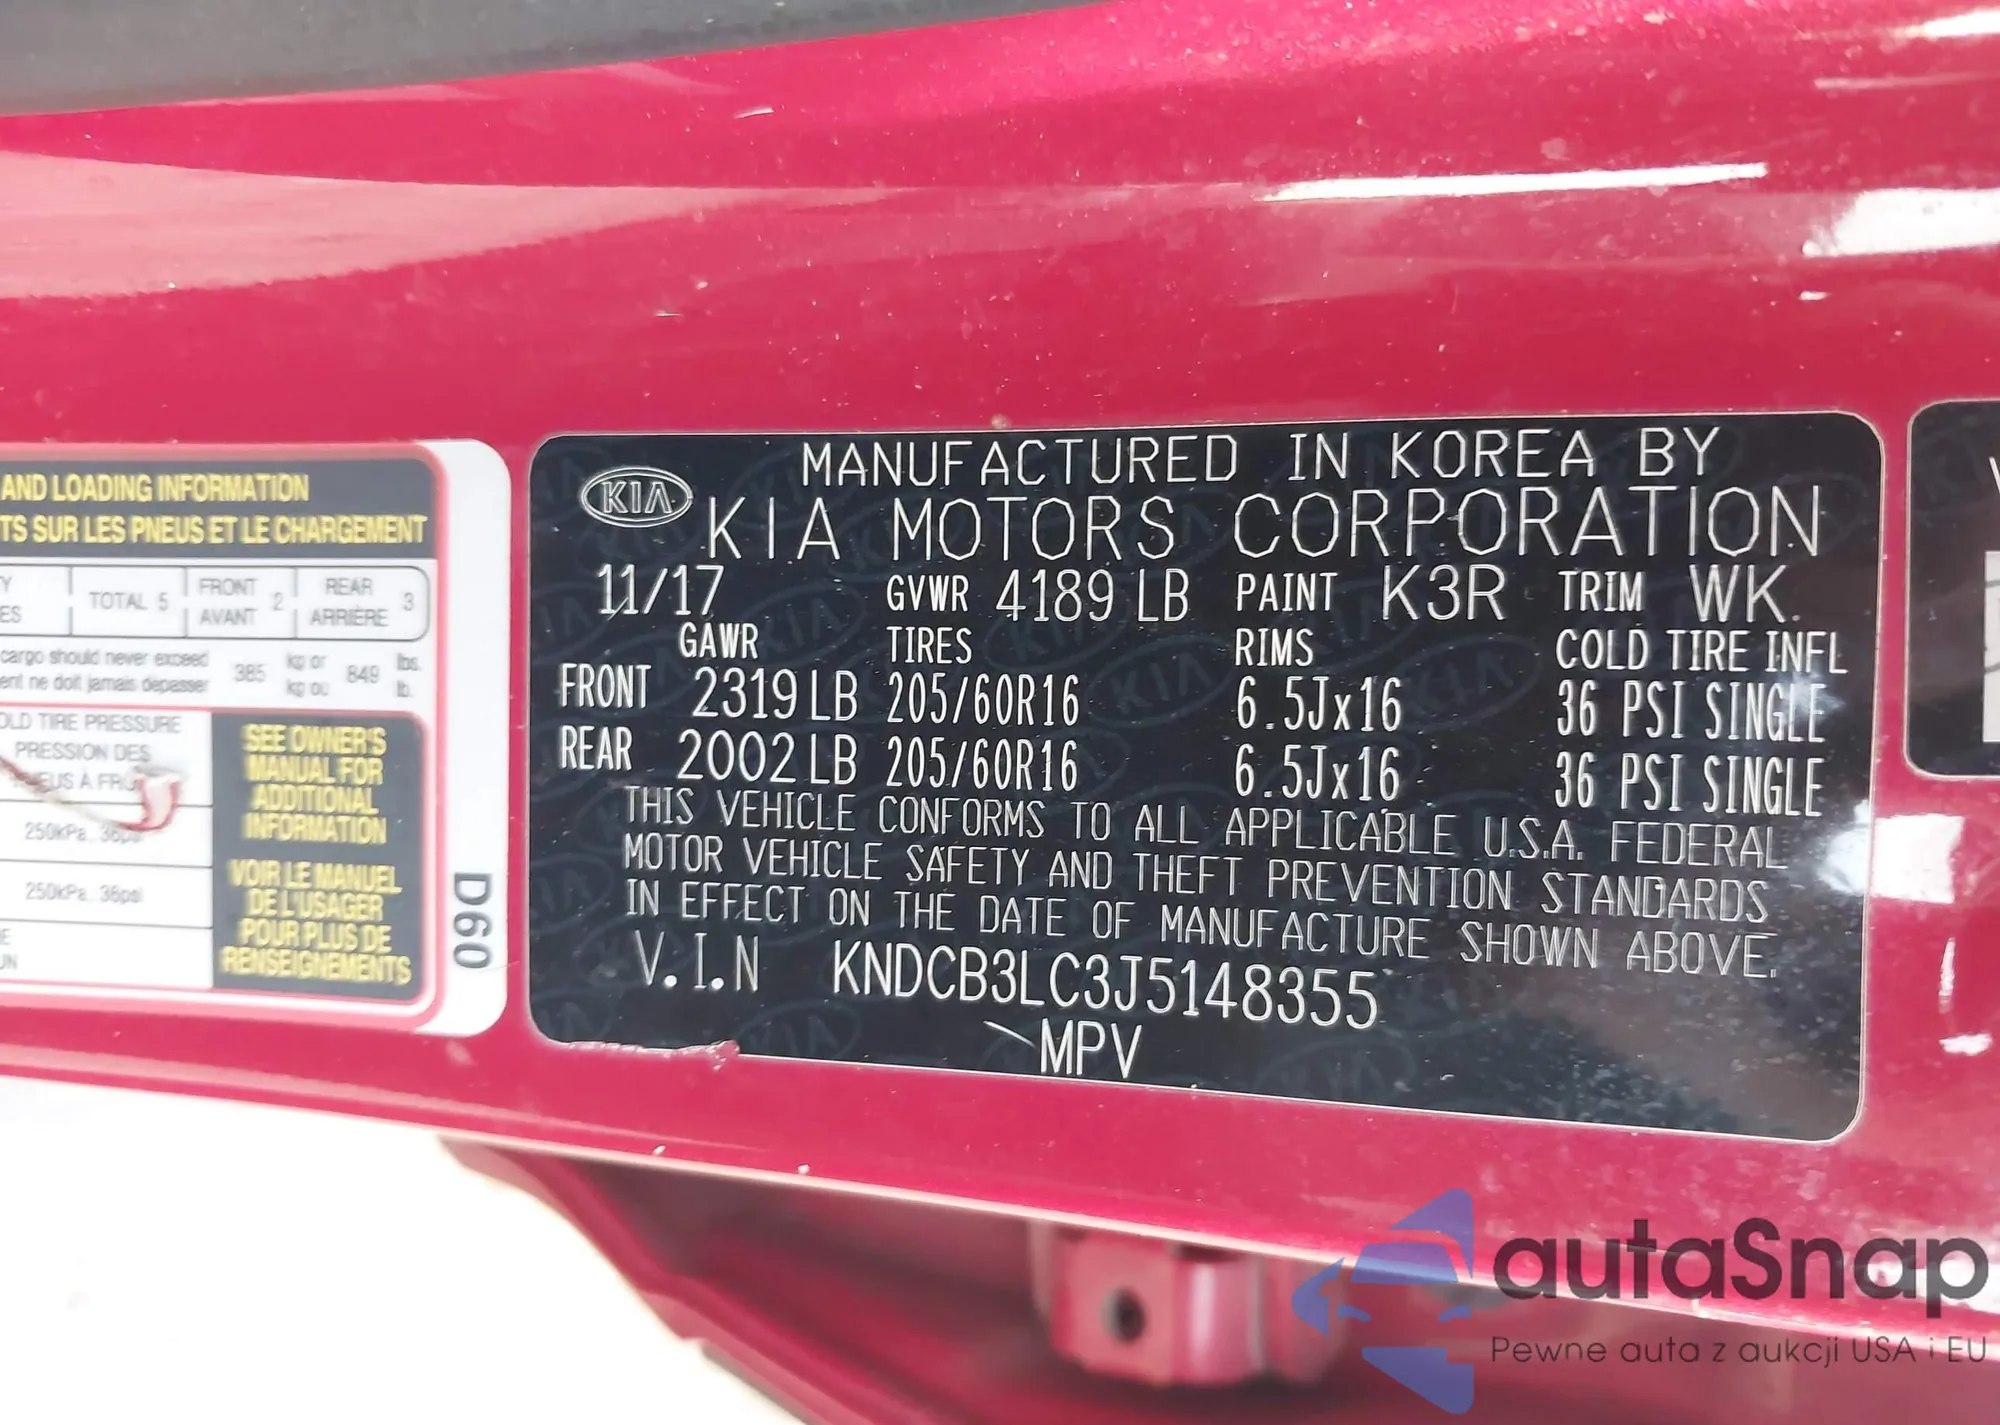 AND LOADING INFORMATION
TS SUR LES PNEUS ET LE CHARGEMENT
TOTAL 5
FRONT
AVANT
2
REAR
ARRIÈRE
3
cargo should never exceed
ent ne doit jamais dépasser
385
kg or
kg ou
849
lbs.
lb.
OLD TIRE PRESSURE
PRESSION DES
250kPa. 36psi
250kPa. 36psi
SEE OWNER'S
MANUAL FOR
ADDITIONAL
INFORMATION
VOIR LE MANUEL
DE L'USAGER
POUR PLUS DE
RENSEIGNEMENTS
D60
KIA
MANUFACTURED IN KOREA BY
KIA MOTORS CORPORATION
11/17 GVWR 4189 LB PAINT K3R TRIM WK.
GAWR TIRES RIMS COLD TIRE INFL
FRONT 2319 LB 205/60R16 6.5Jx16 36 PSI SINGLE
REAR 2002 LB 205/60R16 6.5Jx16 36 PSI SINGLE
THIS VEHICLE CONFORMS TO ALL APPLICABLE U.S.A. FEDERAL
MOTOR VEHICLE SAFETY AND THEFT PREVENTION STANDARDS
IN EFFECT ON THE DATE OF MANUFACTURE SHOWN ABOVE.
V.I.N KNDCB3LC3J5148355
MPV
autaSnap
Pewne auta z aukcji USA i EU